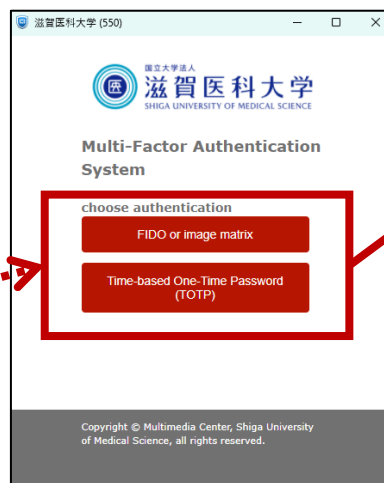 滋賀医科大学 (550)
国立大学法人
滋賀医科大学
SHIGA UNIVERSITY OF MEDICAL SCIENCE
Multi-Factor Authentication
System
choose authentication
FIDO or image matrix
Time-based One-Time Password
(TOTP)
Copyright © Multimedia Center, Shiga University
of Medical Science, all rights reserved.